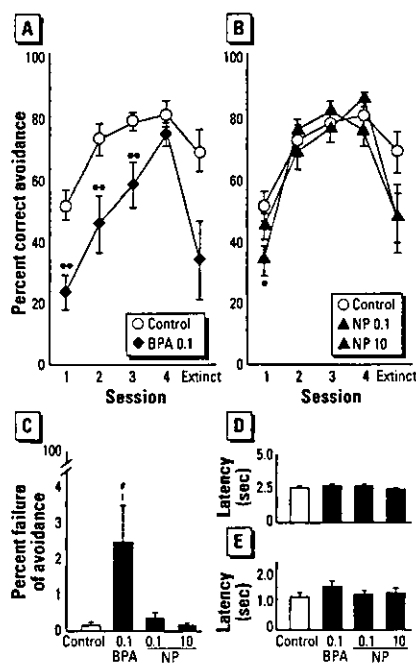 A
100
80
60
40
20
0
Percent correct avoidance
**
**
**
Control
BPA 0.1
1 2 3 4 Extinct
Session
B
100
80
60
40
20
0
*
Control
NP 0.1
NP 10
1 2 3 4 Extinct
Session
C
100
4
3
2
1
0
Percent failure
of avoidance
#
Control 0.1 0.1 10
BPA NP
D
5.0
2.5
0
Latency
(sec)
E
2.0
1.0
0
Latency
(sec)
Control 0.1 0.1 10
BPA NP